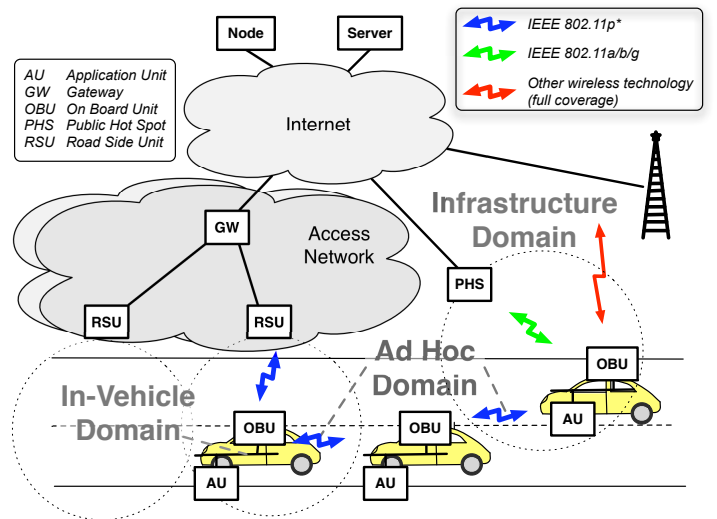 Node
Server
IEEE 802.11p*
IEEE 802.11a/b/g
Other wireless technology
(full coverage)
AU Application Unit
GW Gateway
OBU On Board Unit
PHS Public Hot Spot
RSU Road Side Unit
Internet
Infrastructure
Domain
GW
Access
Network
PHS
RSU
RSU
Ad Hoc
Domain
OBU
In-Vehicle
Domain
AU
OBU
OBU
AU
AU